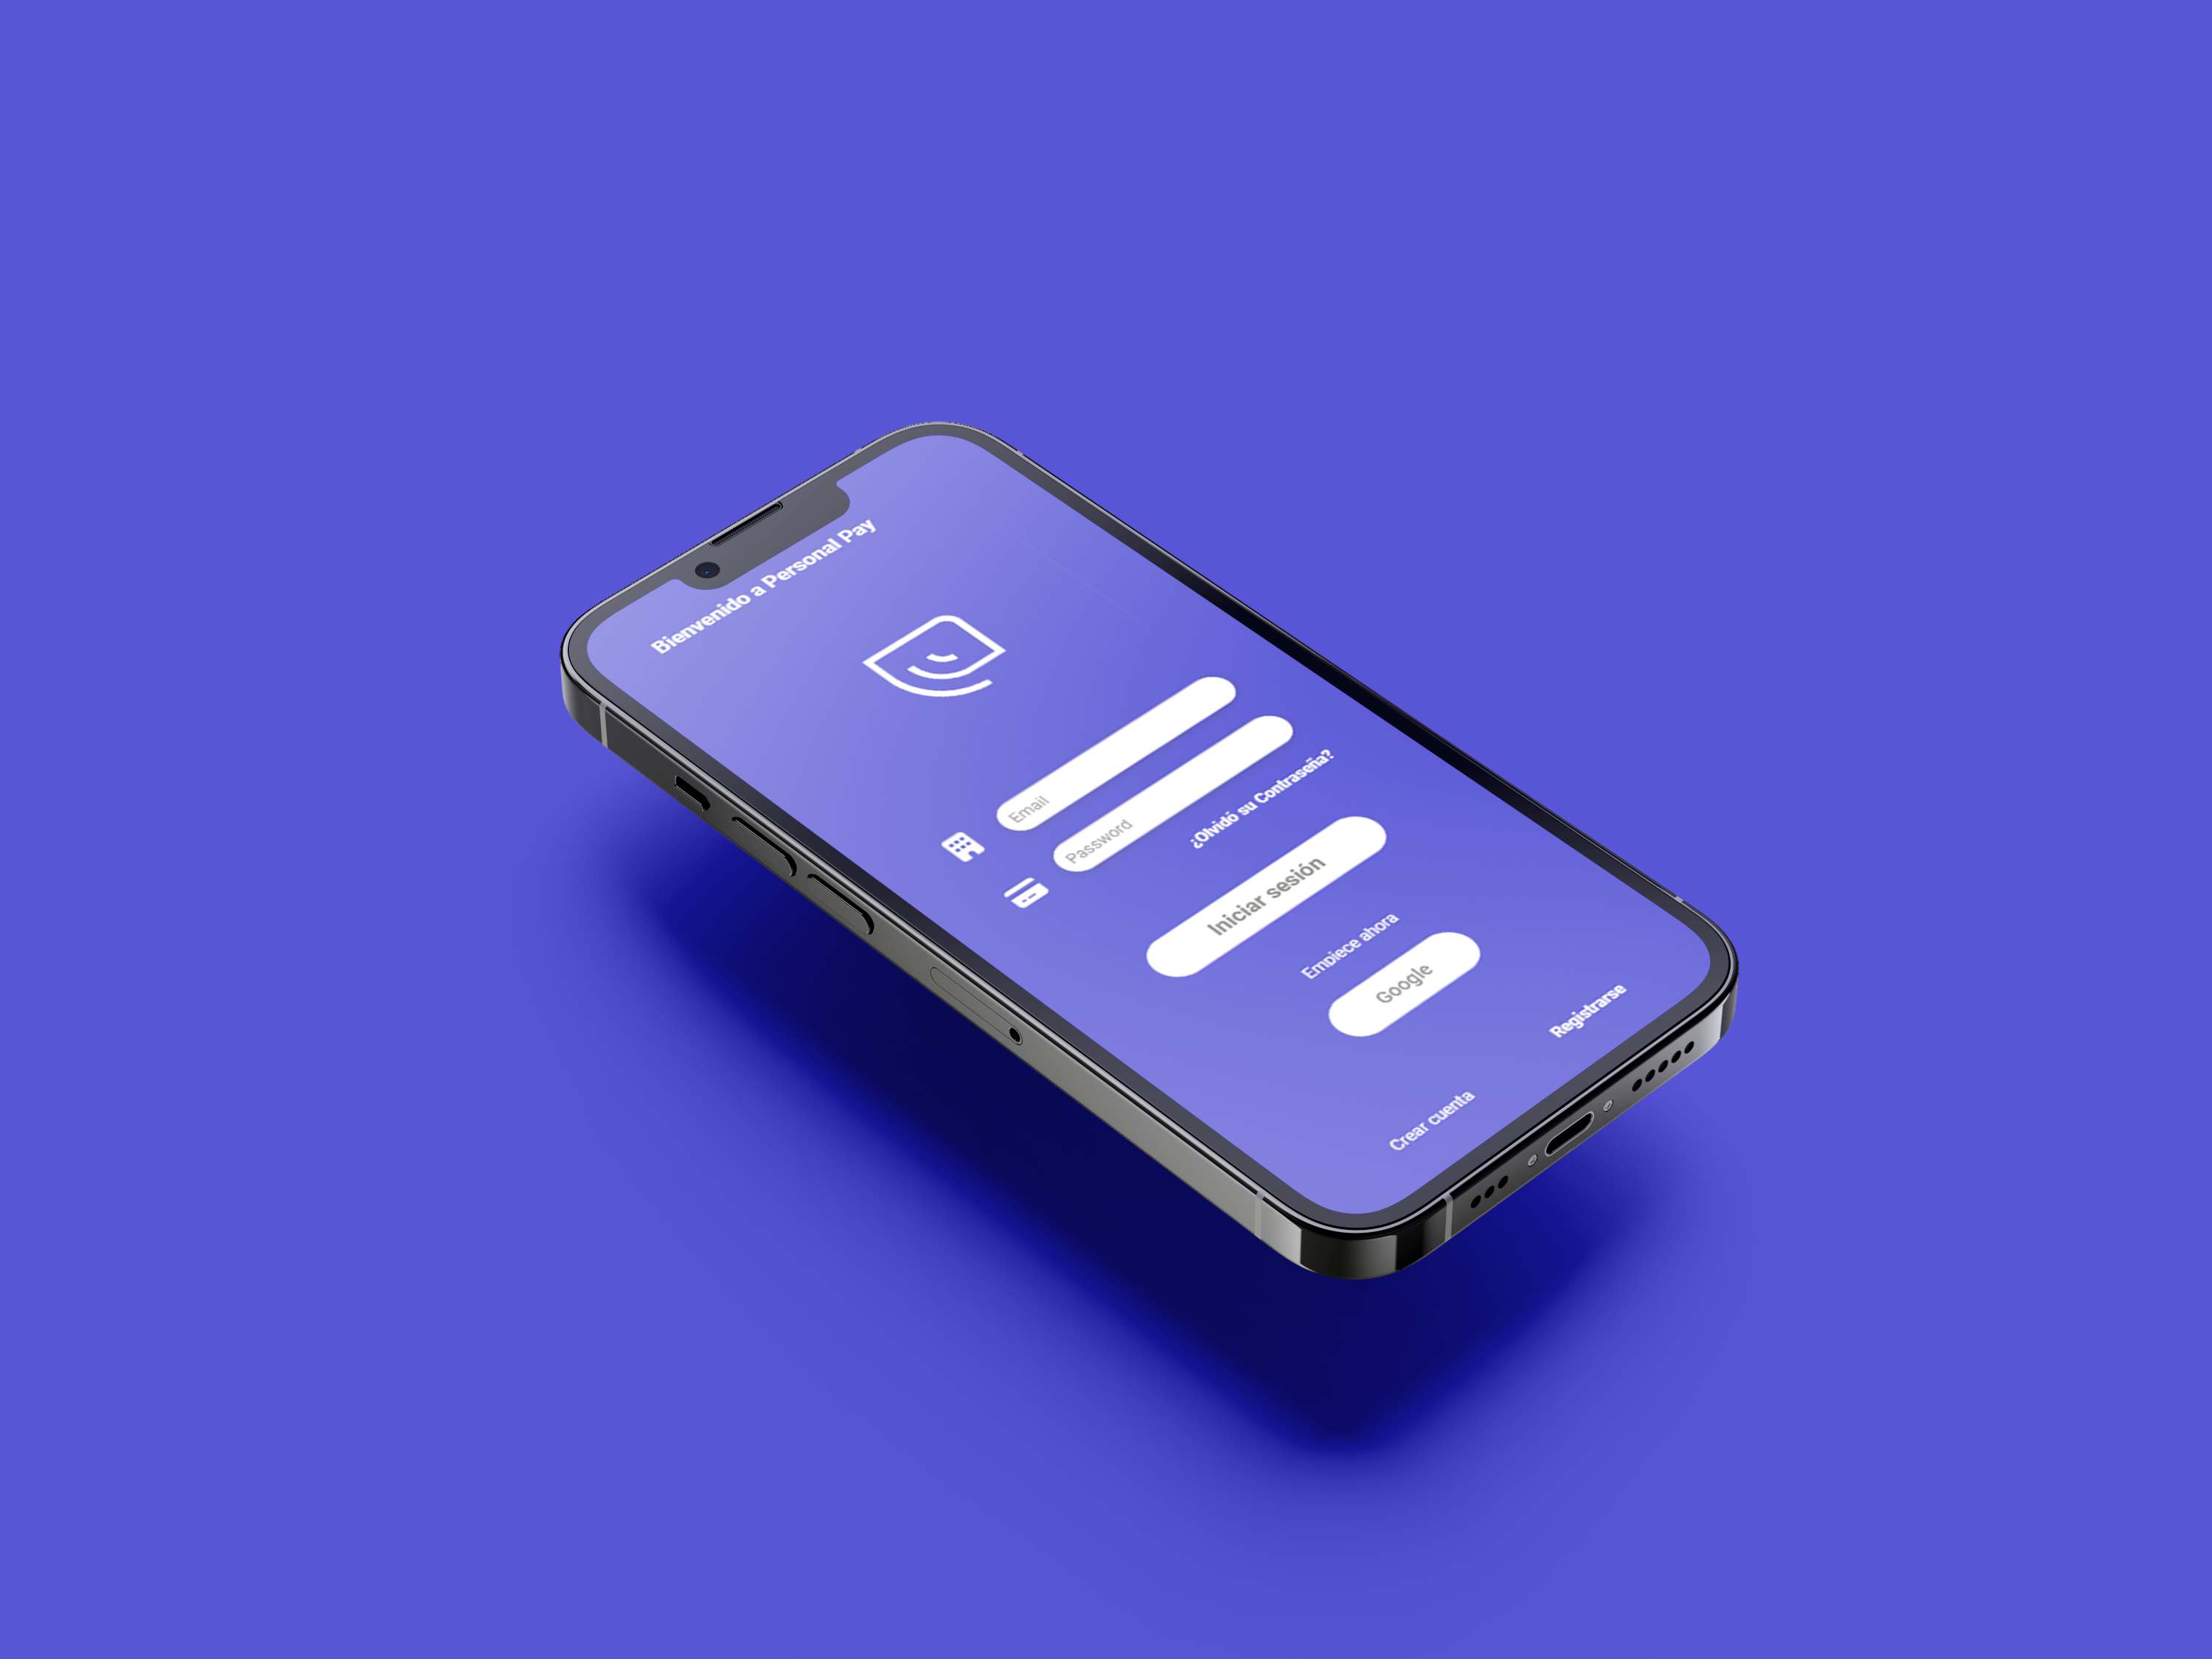 Bienvenido a Personal Pay
Email
Password
¿Olvidó su Contraseña?
Iniciar sesión
Empiece ahora
Google
Crear cuenta
Registrarse